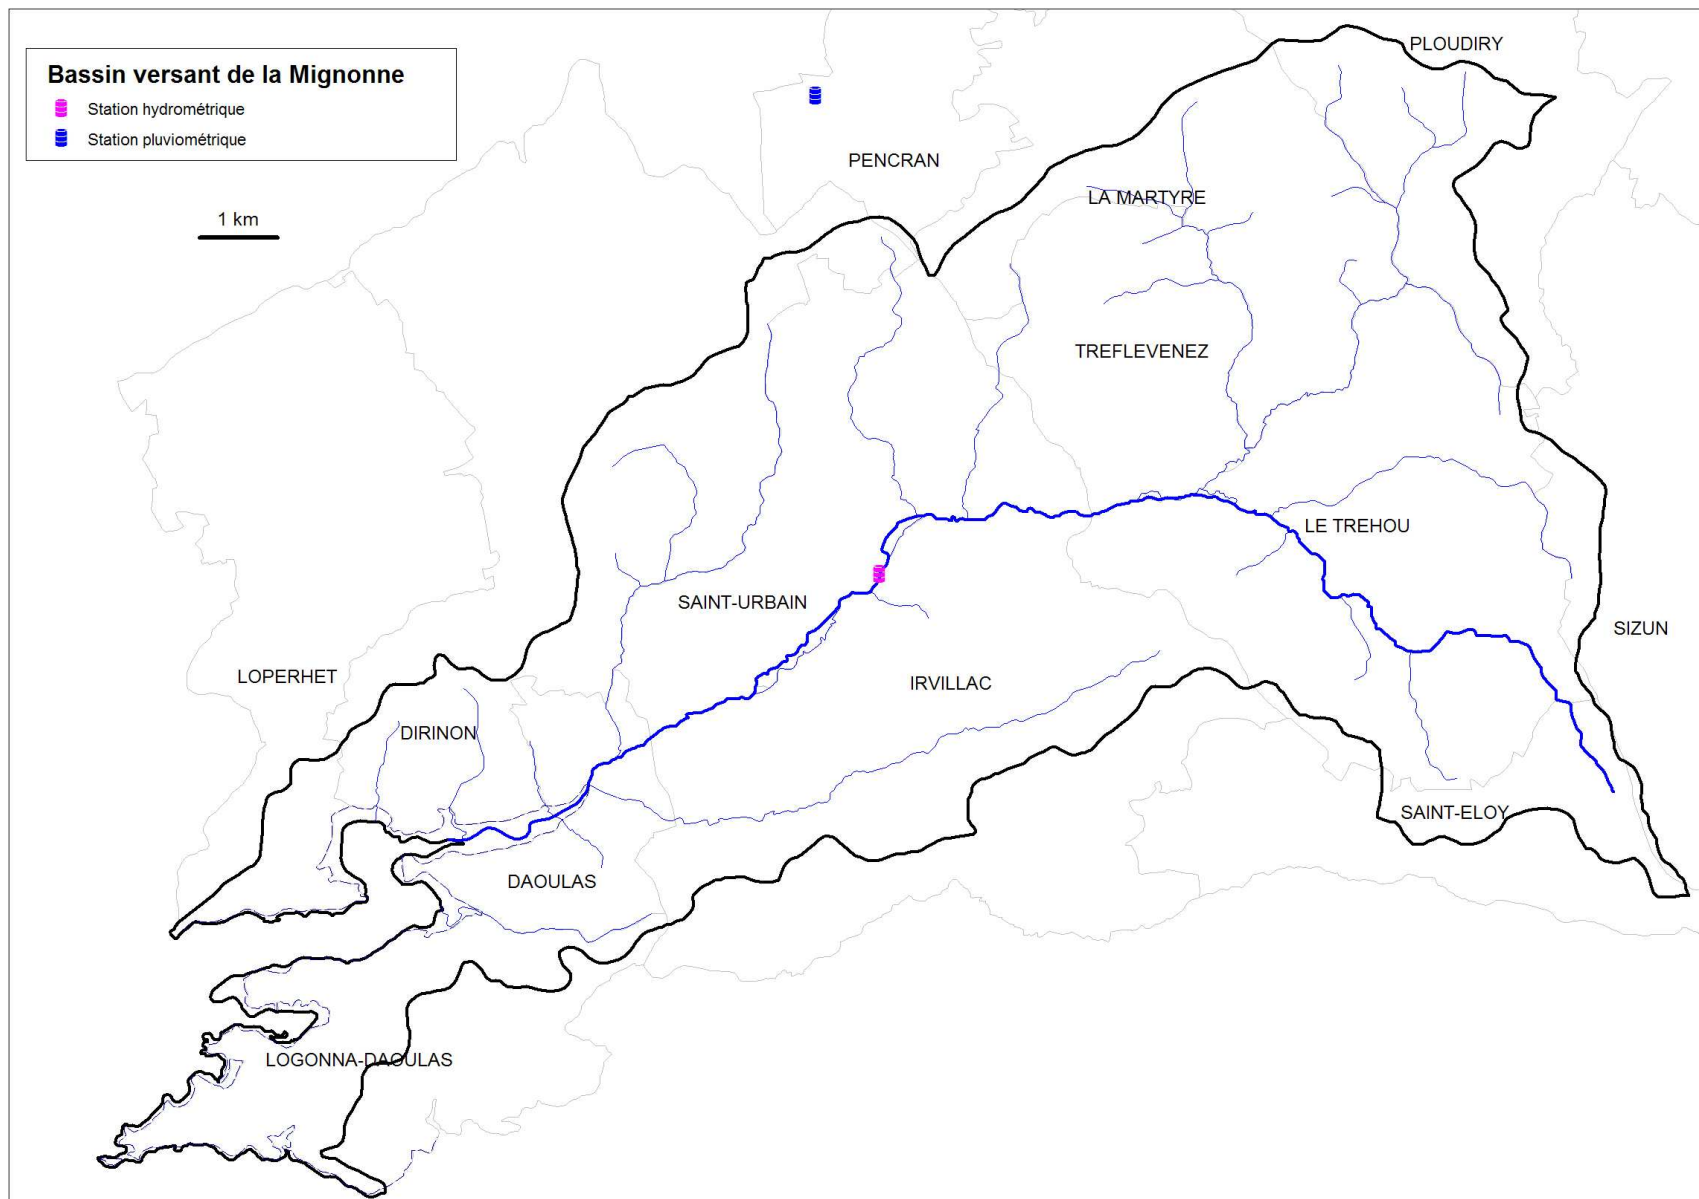 Bassin versant de la Mignonne
Station hydrométrique
Station pluviométrique
1 km
PLOUDIRY
PENCRAN
LA MARTYRE
TREFLEVENEZ
LE TREHOU
SAINT-URBAIN
SIZUN
LOPERHET
IRVILLAC
DIRINON
SAINT-ELOY
DAOULAS
LOGONNA-DAOULAS